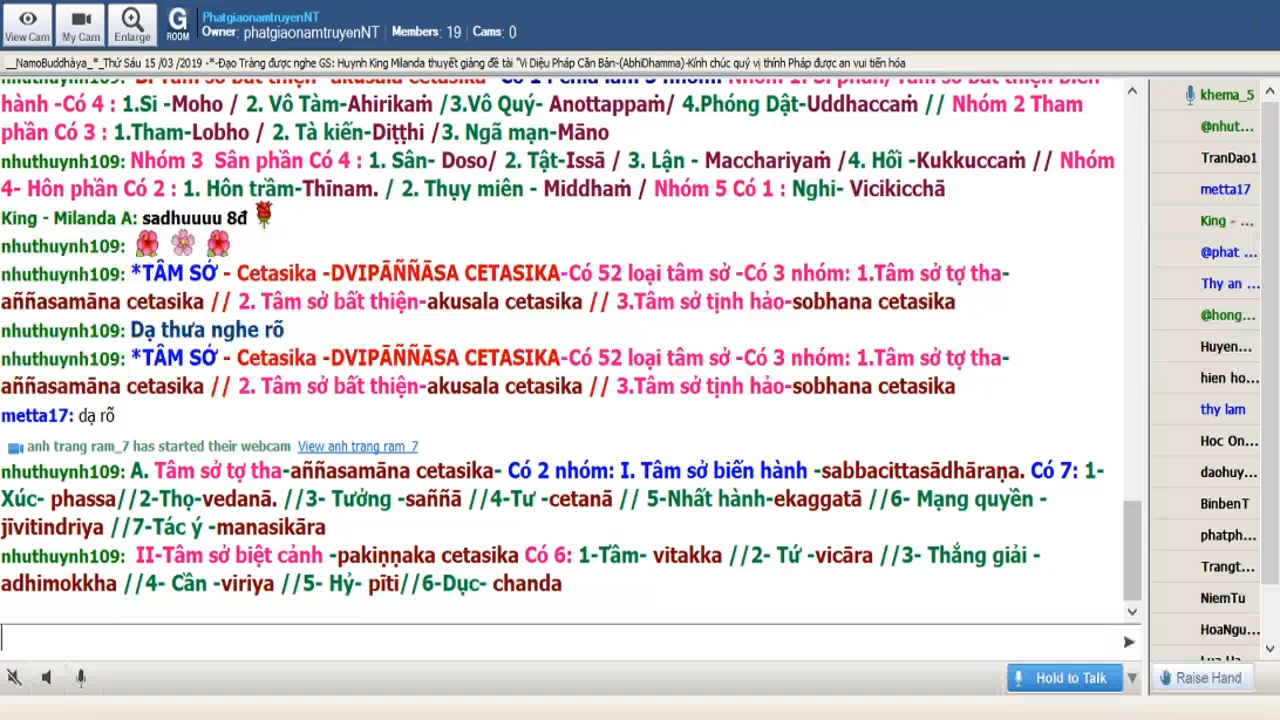 View Cam
My Cam
Enlarge
G ROOM
PhatgiaonamtruyenNT
Owner: phatgiaonamtruyenNT | Members: 19 | Cams: 0
__NamoBuddhàya_*_Thứ Sáu 15 /03 /2019 -*-Đạo Tràng được nghe GS: Huynh King Milanda thuyết giảng đề tài "Vi Diệu Pháp Căn Bản-(AbhiDhamma)-Kính chúc quý vị thính Pháp được an vui tiến hóa
hành -Có 4 : 1.Si -Moho / 2. Vô Tàm-Ahirikaṁ /3.Vô Quý- Anottappaṁ/ 4.Phóng Dật-Uddhaccaṁ // Nhóm 2 Tham
phần Có 3 : 1.Tham-Lobho / 2. Tà kiến-Diṭṭhi /3. Ngã mạn-Māno
nhuthuynh109: Nhóm 3 Sân phần Có 4 : 1. Sân- Doso/ 2. Tật-Issā / 3. Lận - Macchariyaṁ /4. Hối -Kukkuccaṁ // Nhóm
4- Hôn phần Có 2 : 1. Hôn trầm-Thīnam. / 2. Thụy miên - Middhaṁ / Nhóm 5 Có 1 : Nghi- Vicikicchā
King - Milanda A: sadhuuuu 8đ
nhuthuynh109:
nhuthuynh109: *TÂM SỞ - Cetasika -DVIPĀÑÑĀSA CETASIKA-Có 52 loại tâm sở -Có 3 nhóm: 1.Tâm sở tợ tha-
aññasamāna cetasika // 2. Tâm sở bất thiện-akusala cetasika // 3.Tâm sở tịnh hảo-sobhana cetasika
nhuthuynh109: Dạ thưa nghe rõ
nhuthuynh109: *TÂM SỞ - Cetasika -DVIPĀÑÑĀSA CETASIKA-Có 52 loại tâm sở -Có 3 nhóm: 1.Tâm sở tợ tha-
aññasamāna cetasika // 2. Tâm sở bất thiện-akusala cetasika // 3.Tâm sở tịnh hảo-sobhana cetasika
metta17: dạ rõ
anh trang ram_7 has started their webcam View anh trang ram_7
nhuthuynh109: A. Tâm sở tợ tha-aññasamāna cetasika- Có 2 nhóm: I. Tâm sở biến hành -sabbacittasādhāraṇa. Có 7: 1-
Xúc- phassa//2-Thọ-vedanā. //3- Tưởng -saññā //4-Tư -cetanā // 5-Nhất hành-ekaggatā //6- Mạng quyền -
jīvitindriya //7-Tác ý -manasikāra
nhuthuynh109: II-Tâm sở biệt cảnh -pakiṇṇaka cetasika Có 6: 1-Tầm- vitakka //2- Tứ -vicāra //3- Thắng giải -
adhimokkha //4- Cần -viriya //5- Hỷ- pīti//6-Dục- chanda
khema_5
@nhut...
TranDao1
metta17
King - ...
@phat ...
Thy an ...
@hong...
Huyen...
hien ho...
thy lam
Hoc On...
daohuy...
BinbenT
phatph...
Trangt...
NiemTu
HoaNgu...
Hold to Talk
Raise Hand